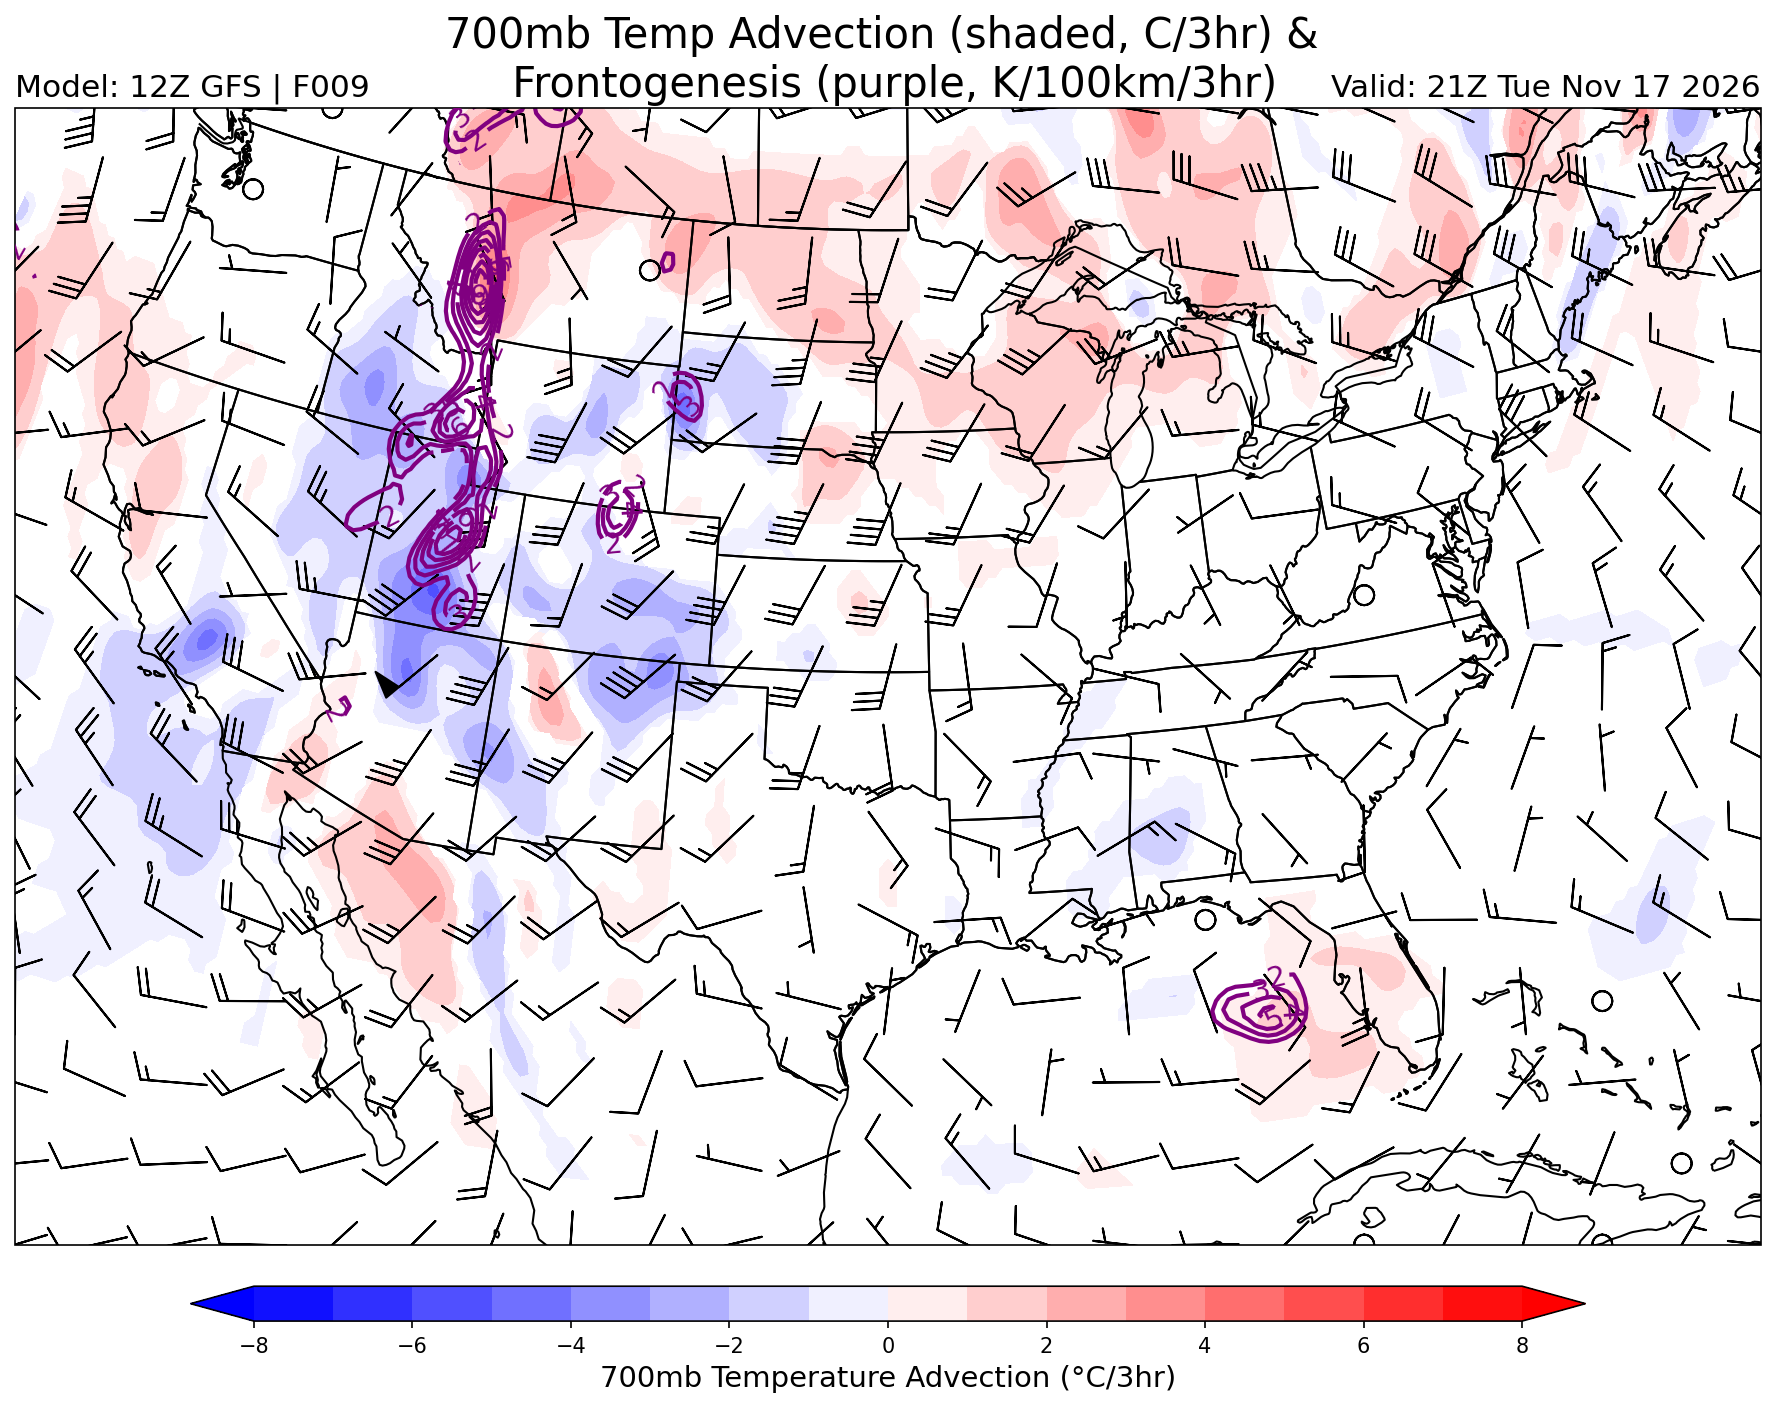 700mb Temp Advection (shaded, C/3hr) &
Model: 12Z GFS | F009
Frontogenesis (purple, K/100km/3hr)
Valid: 21Z Tue Nov 17 2026
−8 −6 −4 −2 0 2 4 6 8
700mb Temperature Advection (°C/3hr)